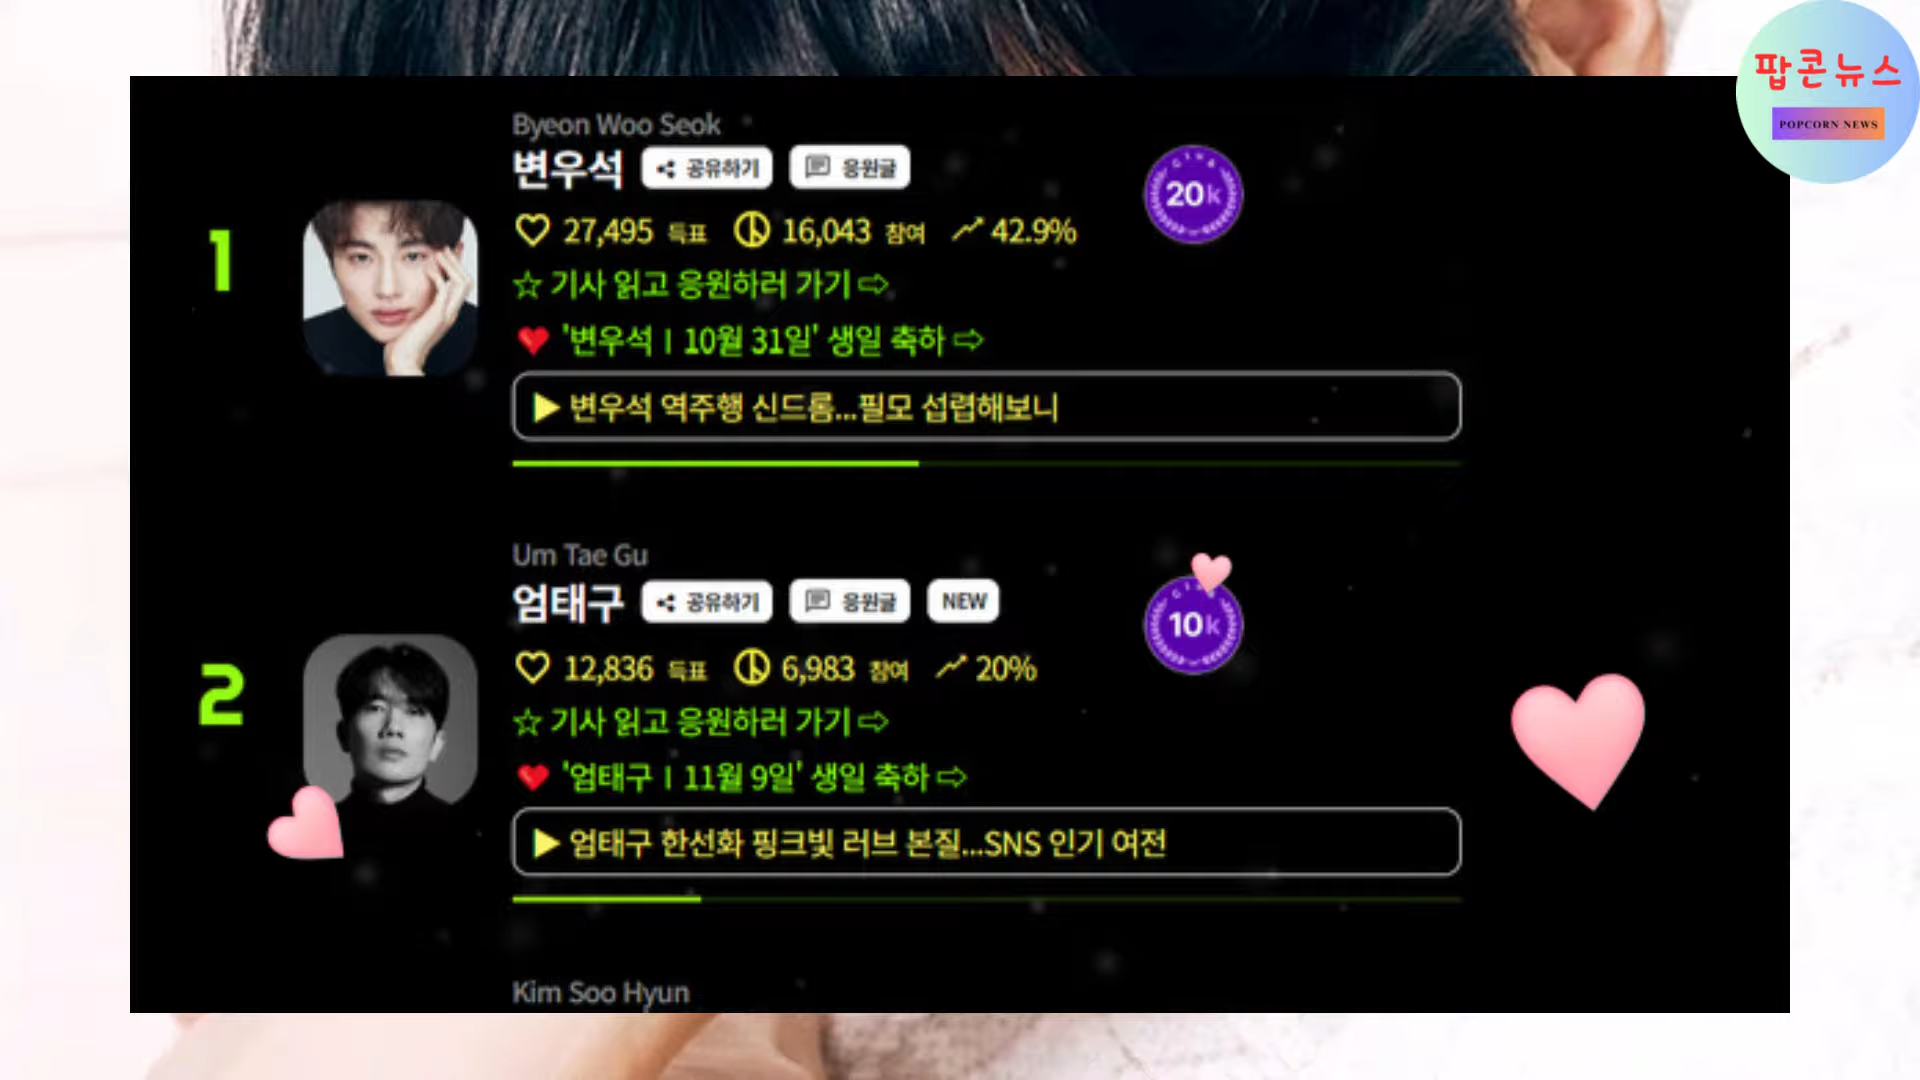 팝콘뉴스
POPCORN NEWS
Byeon Woo Seok
변우석 공유하기 응원글
20k
1
27,495 득표 16,043 참여 42.9%
☆ 기사 읽고 응원하러 가기 ⇨
❤ '변우석 | 10월 31일' 생일 축하 ⇨
▶ 변우석 역주행 신드롬...필모 섭렵해보니
Um Tae Gu
엄태구 공유하기 응원글 NEW
10k
2
12,836 득표 6,983 참여 20%
☆ 기사 읽고 응원하러 가기 ⇨
❤ '엄태구 | 11월 9일' 생일 축하 ⇨
▶ 엄태구 한선화 핑크빛 러브 본질...SNS 인기 여전
Kim Soo Hyun